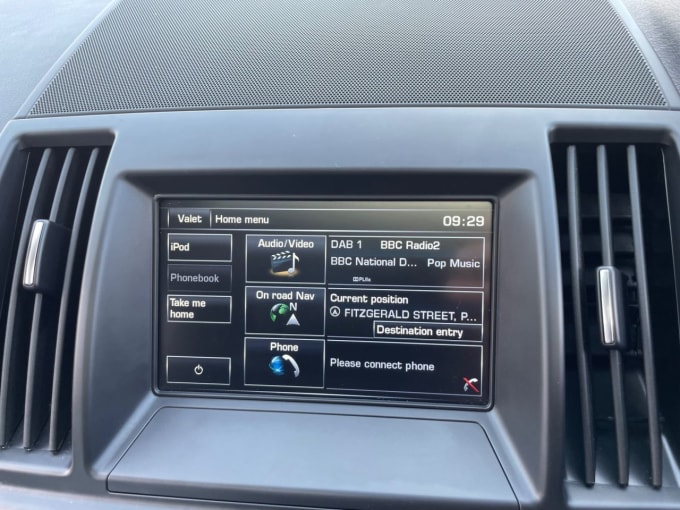 Valet Home menu 09:29
iPod
Phonebook
Take me
home
Audio/Video
DAB 1 BBC Radio2
BBC National D... Pop Music
PLIIs
On road Nav
N
Current position
FITZGERALD STREET, P...
Destination entry
Phone
Please connect phone